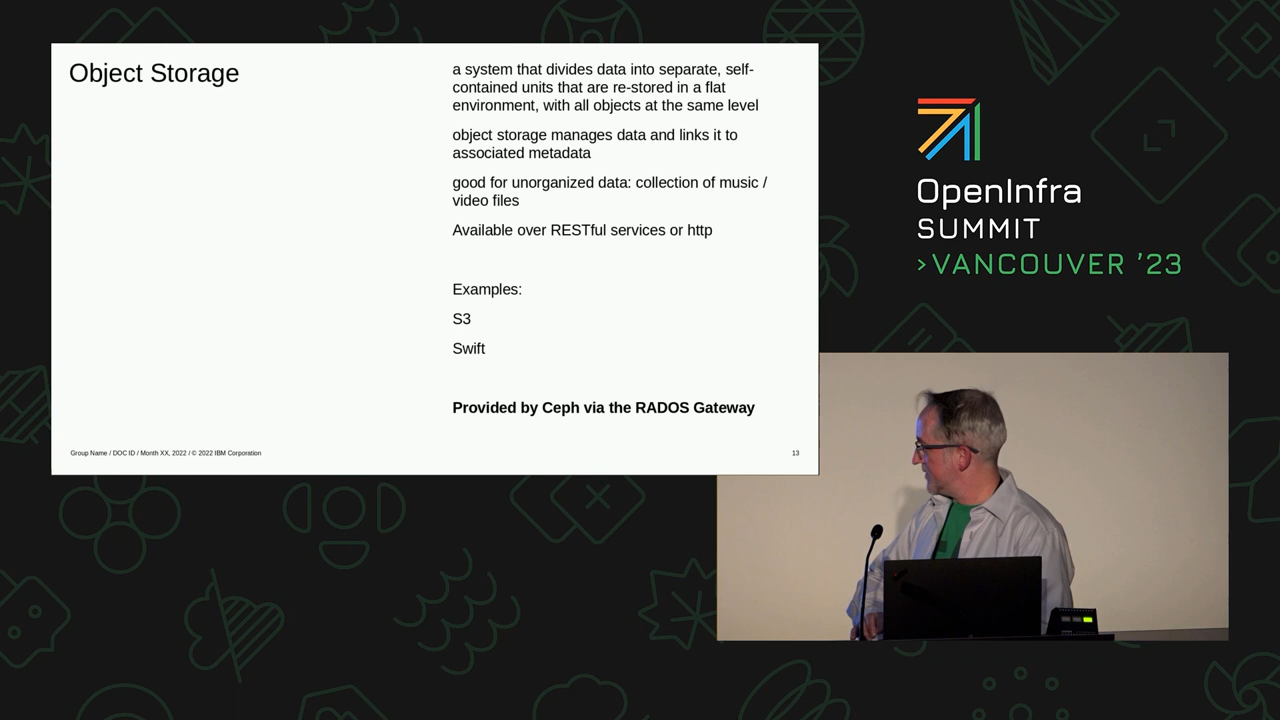 Object Storage
a system that divides data into separate, self-
contained units that are re-stored in a flat
environment, with all objects at the same level
object storage manages data and links it to
associated metadata
good for unorganized data: collection of music /
video files
Available over RESTful services or http
Examples:
S3
Swift
Provided by Ceph via the RADOS Gateway
Group Name / DOC ID / Month XX, 2022 / © 2022 IBM Corporation
13
OpenInfra
SUMMIT
>VANCOUVER ’23